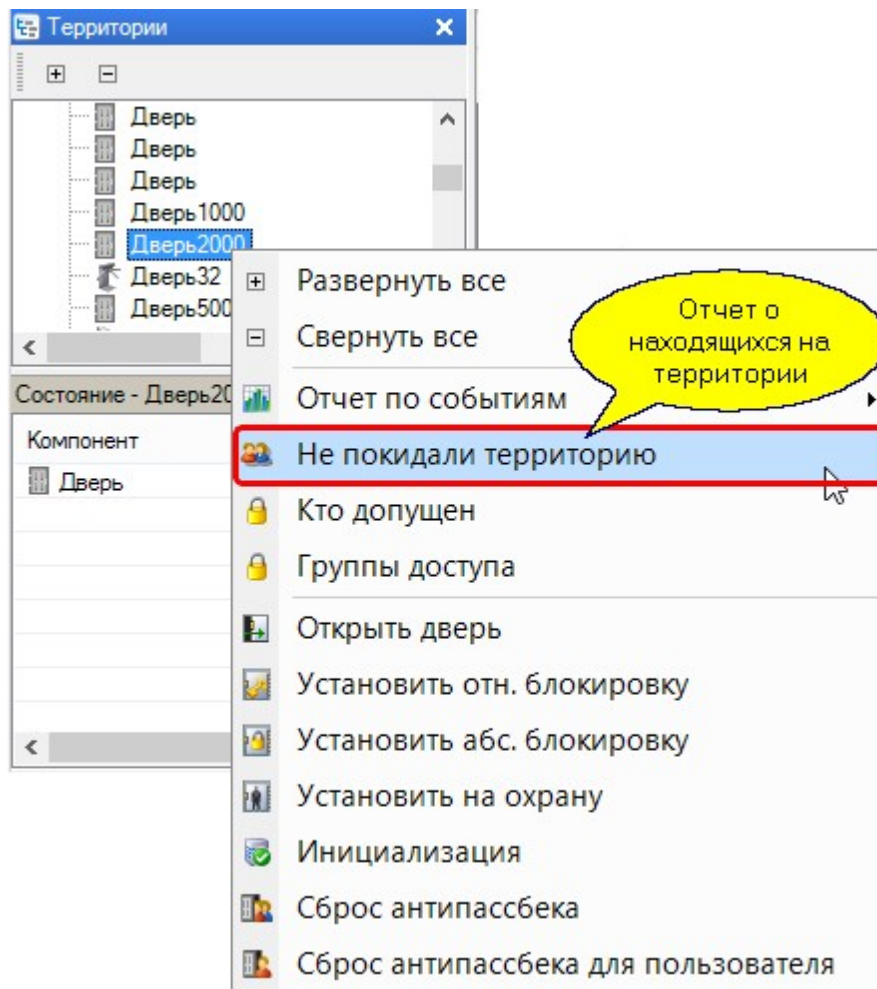 Территории
Дверь
Дверь
Дверь
Дверь1000
Дверь2000
Дверь32
Дверь500
Состояние - Дверь20
Компонент
Дверь
Развернуть все
Свернуть все
Отчет по событиям
Не покидали территорию
Кто допущен
Группы доступа
Открыть дверь
Установить отн. блокировку
Установить абс. блокировку
Установить на охрану
Инициализация
Сброс антипассбека
Сброс антипассбека для пользователя
Отчет о
находящихся на
территории